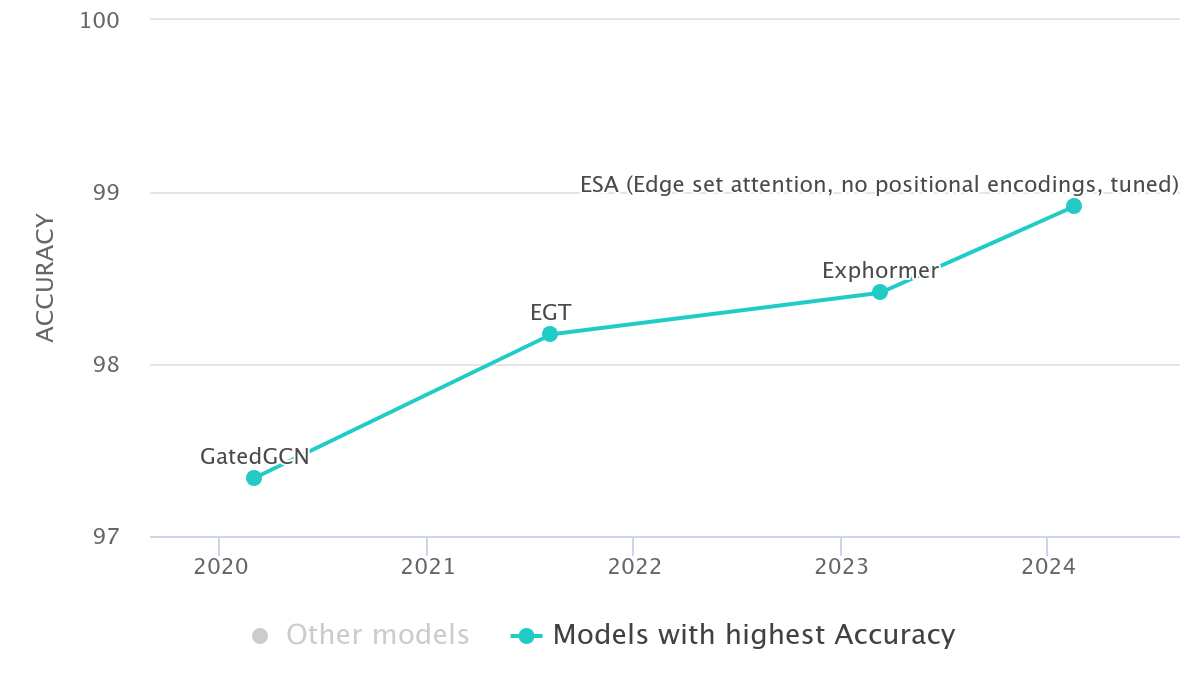 100
99
98
97
ACCURACY
ESA (Edge set attention, no positional encodings, tuned)
Exphormer
EGT
GatedGCN
2020 2021 2022 2023 2024
Other models Models with highest Accuracy